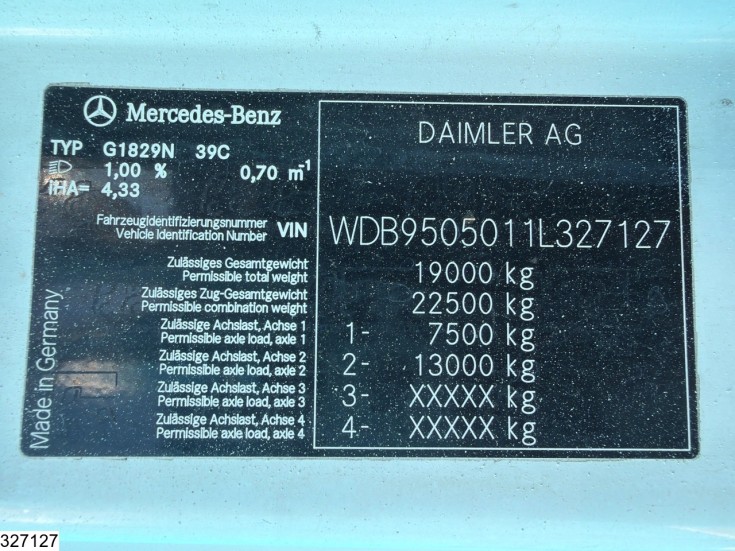 Mercedes-Benz
DAIMLER AG
TYP G1829N 39C
1,00 % 0,70 m⁻¹
IHA= 4,33
Fahrzeugidentifizierungsnummer
Vehicle Identification Number VIN WDB9505011L327127
Zulässiges Gesamtgewicht
Permissible total weight 19000 kg
Zulässiges Zug-Gesamtgewicht
Permissible combination weight 22500 kg
Zulässige Achslast, Achse 1
Permissible axle load, axle 1 1- 7500 kg
Zulässige Achslast, Achse 2
Permissible axle load, axle 2 2- 13000 kg
Zulässige Achslast, Achse 3
Permissible axle load, axle 3 3- XXXXX kg
Zulässige Achslast, Achse 4
Permissible axle load, axle 4 4- XXXXX kg
Made in Germany
327127